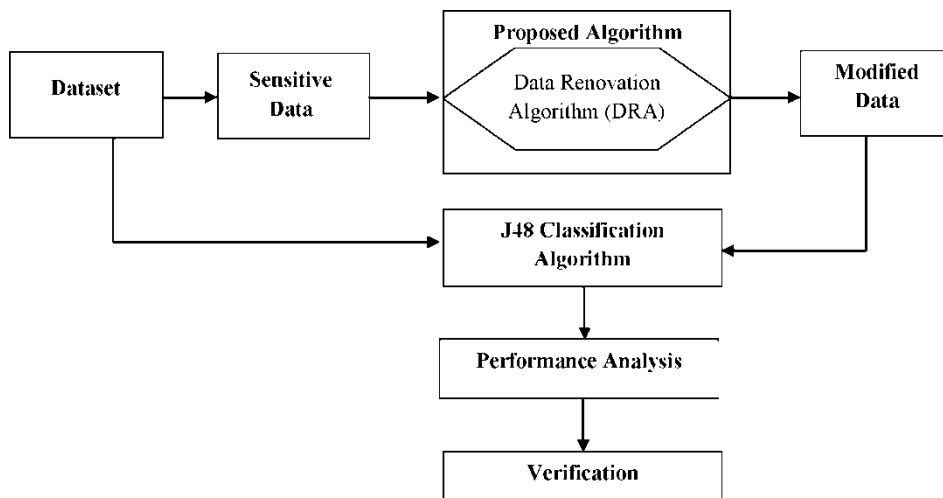 Dataset
Sensitive
Data
Proposed Algorithm
Data Renovation
Algorithm (DRA)
Modified
Data
J48 Classification
Algorithm
Performance Analysis
Verification